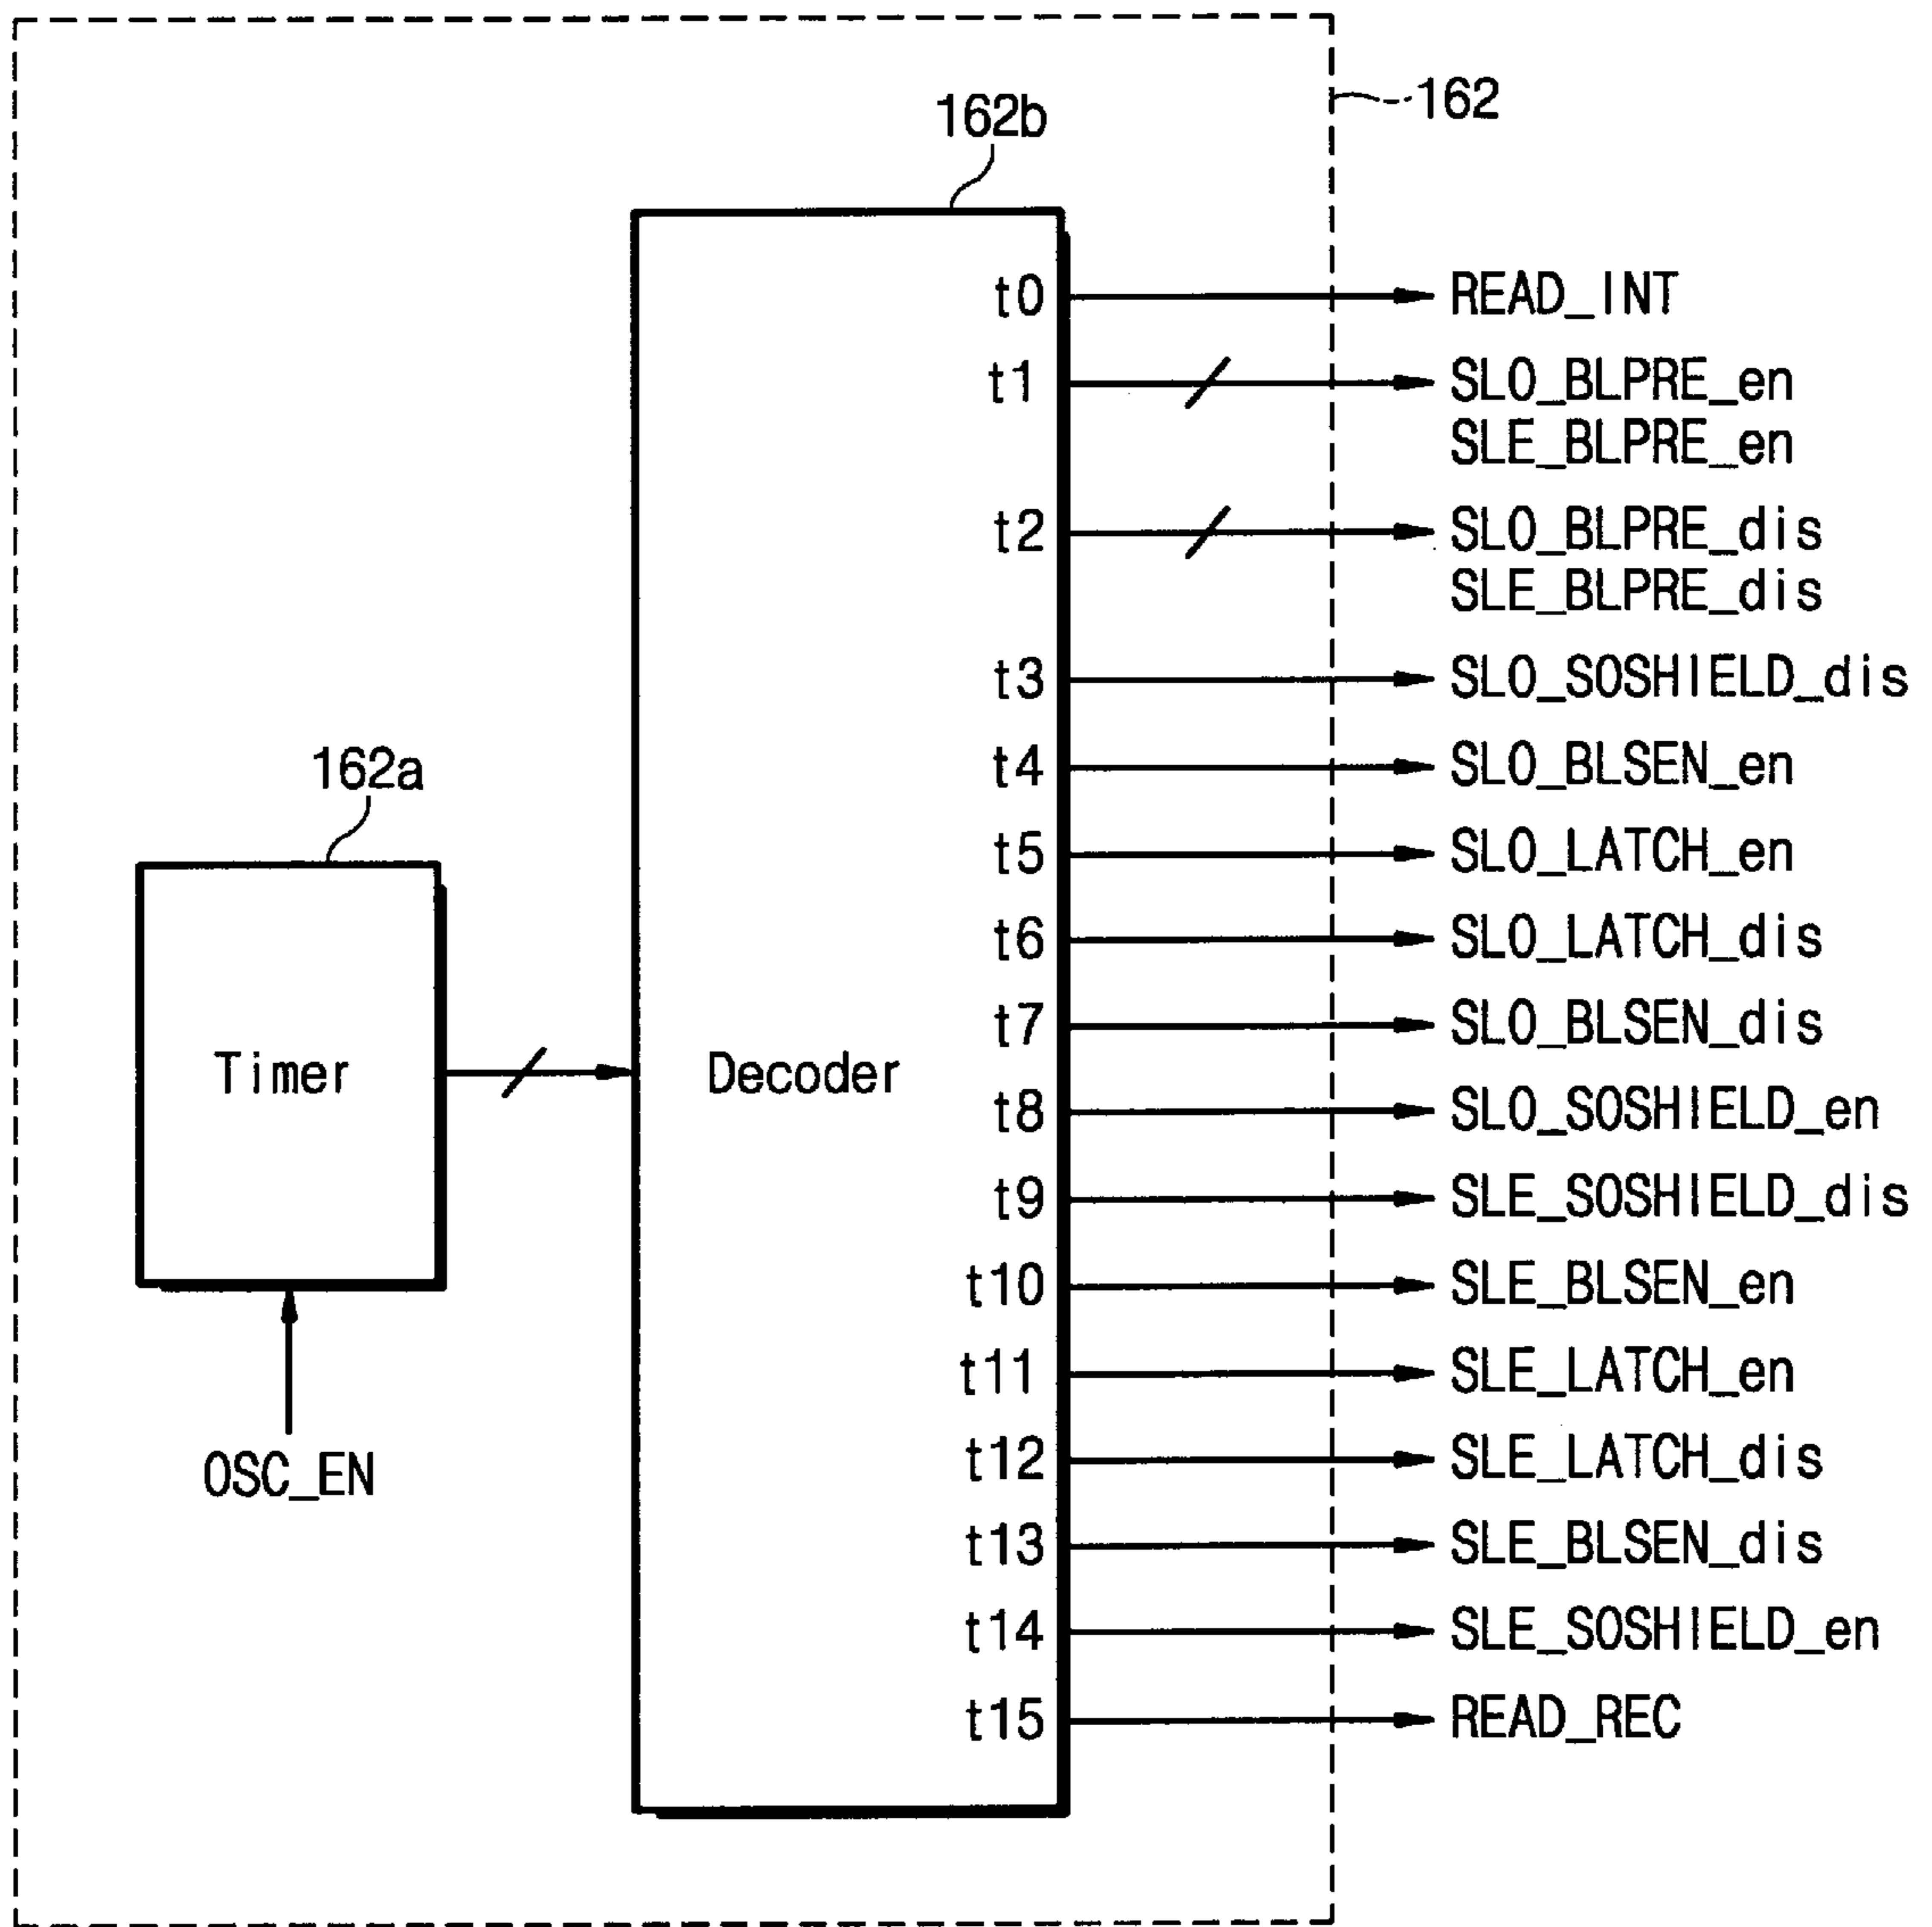 162
162b
t0 READ_INT
t1 SLO_BLPRE_en
SLE_BLPRE_en
t2 SLO_BLPRE_dis
SLE_BLPRE_dis
t3 SLO_SOSHIELD_dis
t4 SLO_BLSEN_en
162a
t5 SLO_LATCH_en
t6 SLO_LATCH_dis
t7 SLO_BLSEN_dis
Timer
Decoder
t8 SLO_SOSHIELD_en
t9 SLE_SOSHIELD_dis
t10 SLE_BLSEN_en
t11 SLE_LATCH_en
t12 SLE_LATCH_dis
OSC_EN
t13 SLE_BLSEN_dis
t14 SLE_SOSHIELD_en
t15 READ_REC